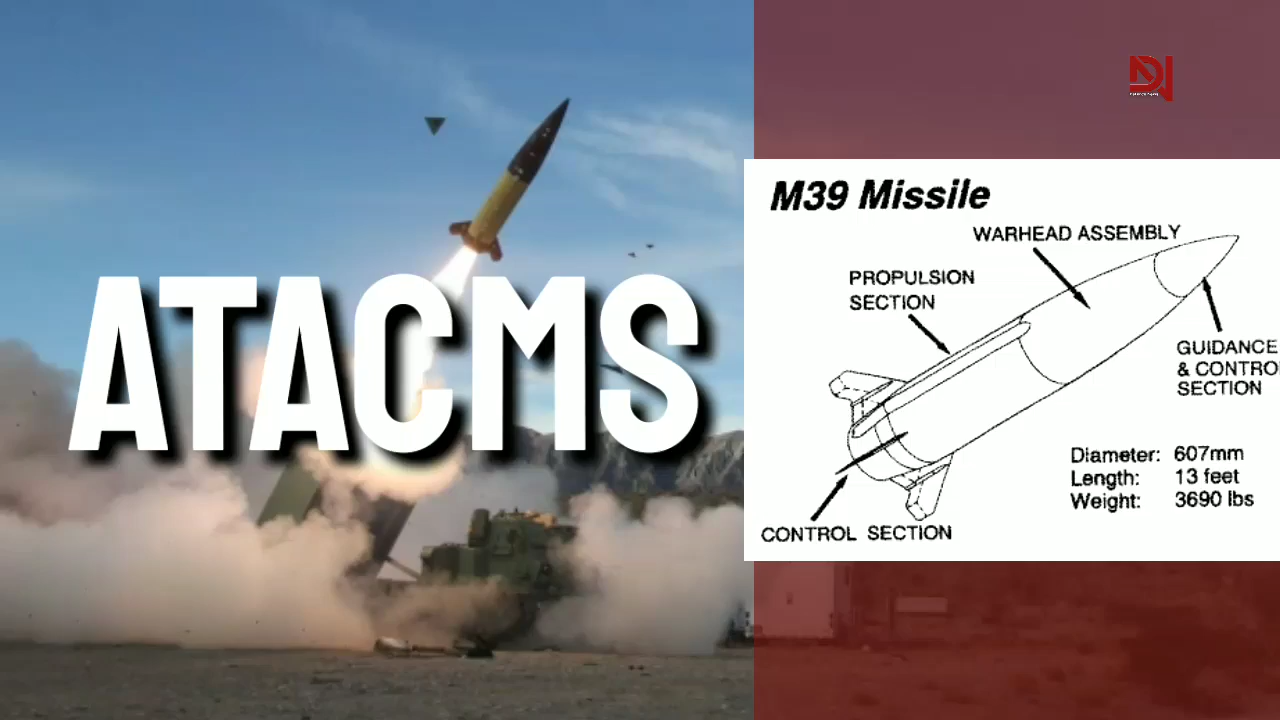 ATACMS
M39 Missile
WARHEAD ASSEMBLY
PROPULSION
SECTION
GUIDANCE
& CONTRO
SECTION
Diameter: 607mm
Length: 13 feet
Weight: 3690 lbs
CONTROL SECTION